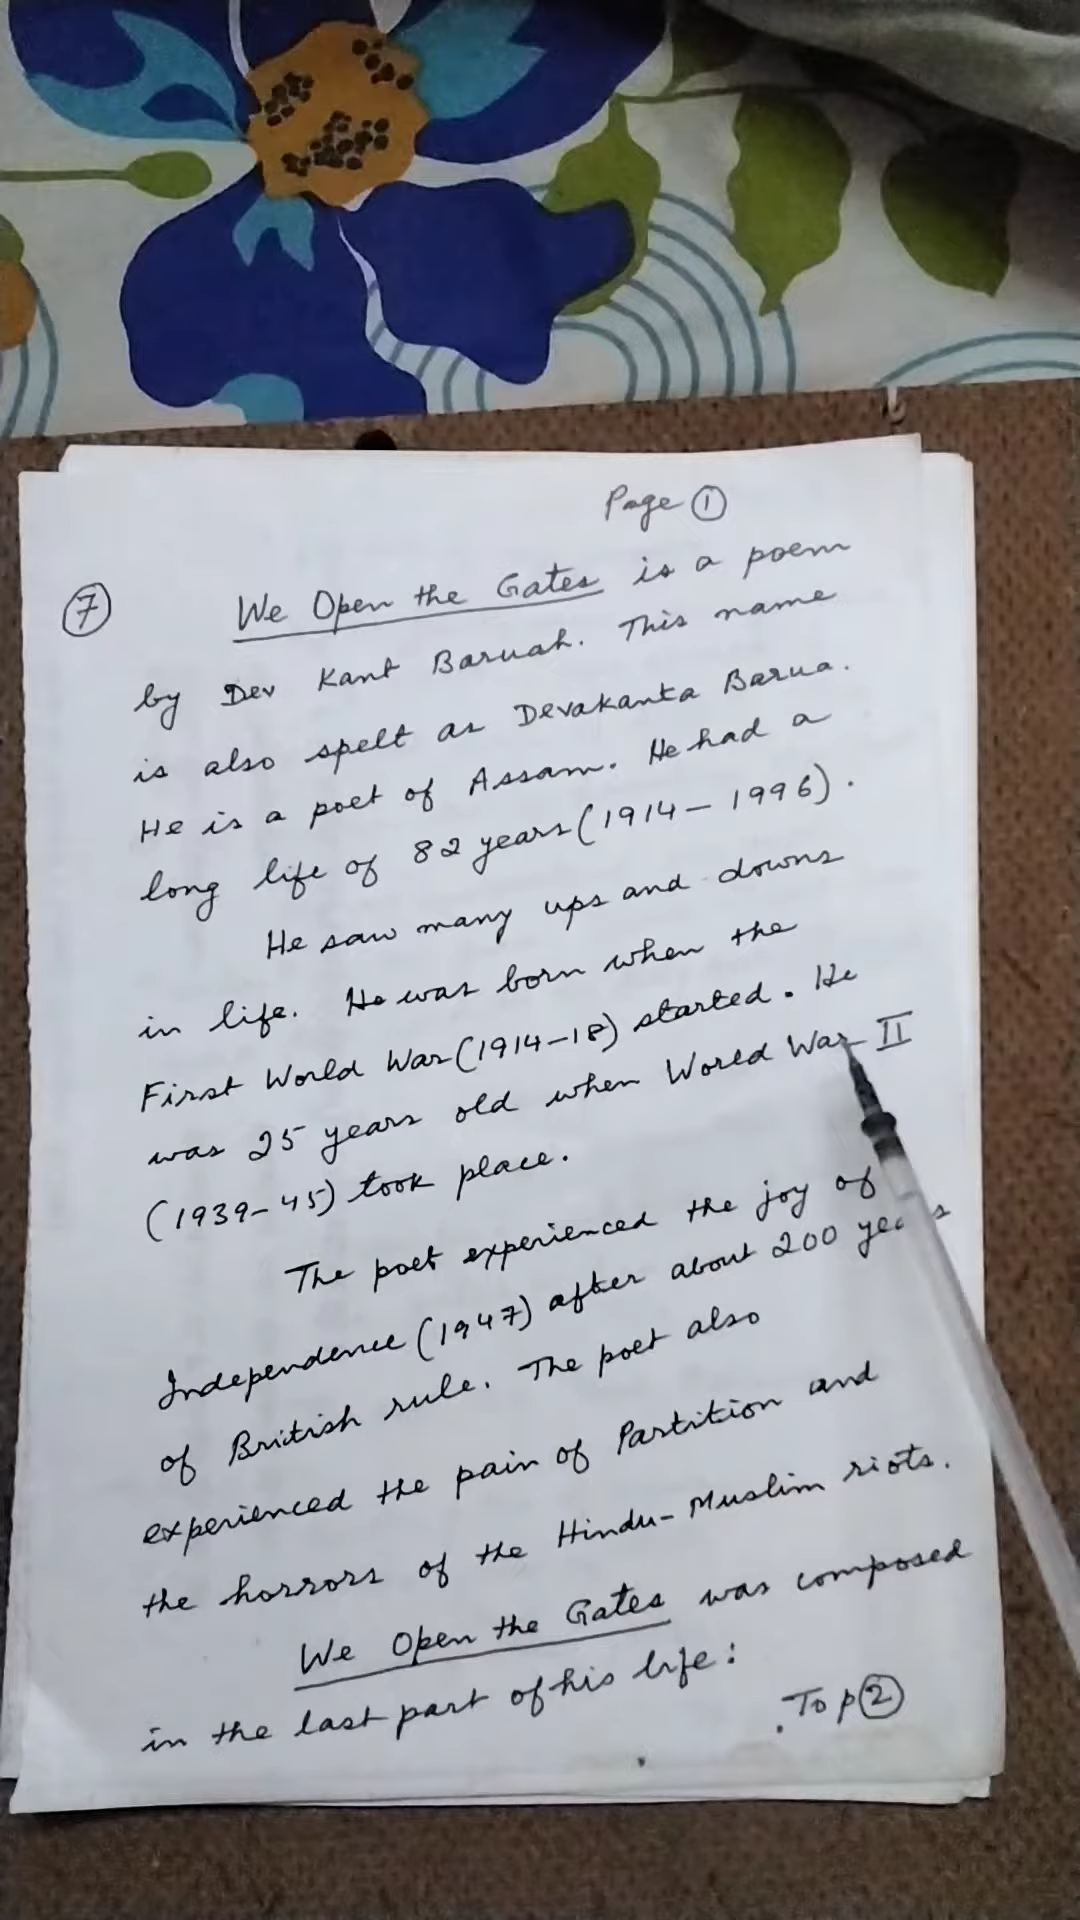 Page ①
⑦ We Open the Gates is a poem
by Dev Kant Baruah. This name
is also spelt as Devakanta Barua.
He is a poet of Assam. He had a
long life of 82 years (1914-1996).
He saw many ups and downs
in life. He was born when the
First World War (1914-18) started. He
was 25 years old when World War II
(1939-45) took place.
The poet experienced the joy of
Independence (1947) after about 200 years
of British rule. The poet also
experienced the pain of Partition and
the horrors of the Hindu-Muslim riots.
We Open the Gates was composed
in the last part of his life:
To p②